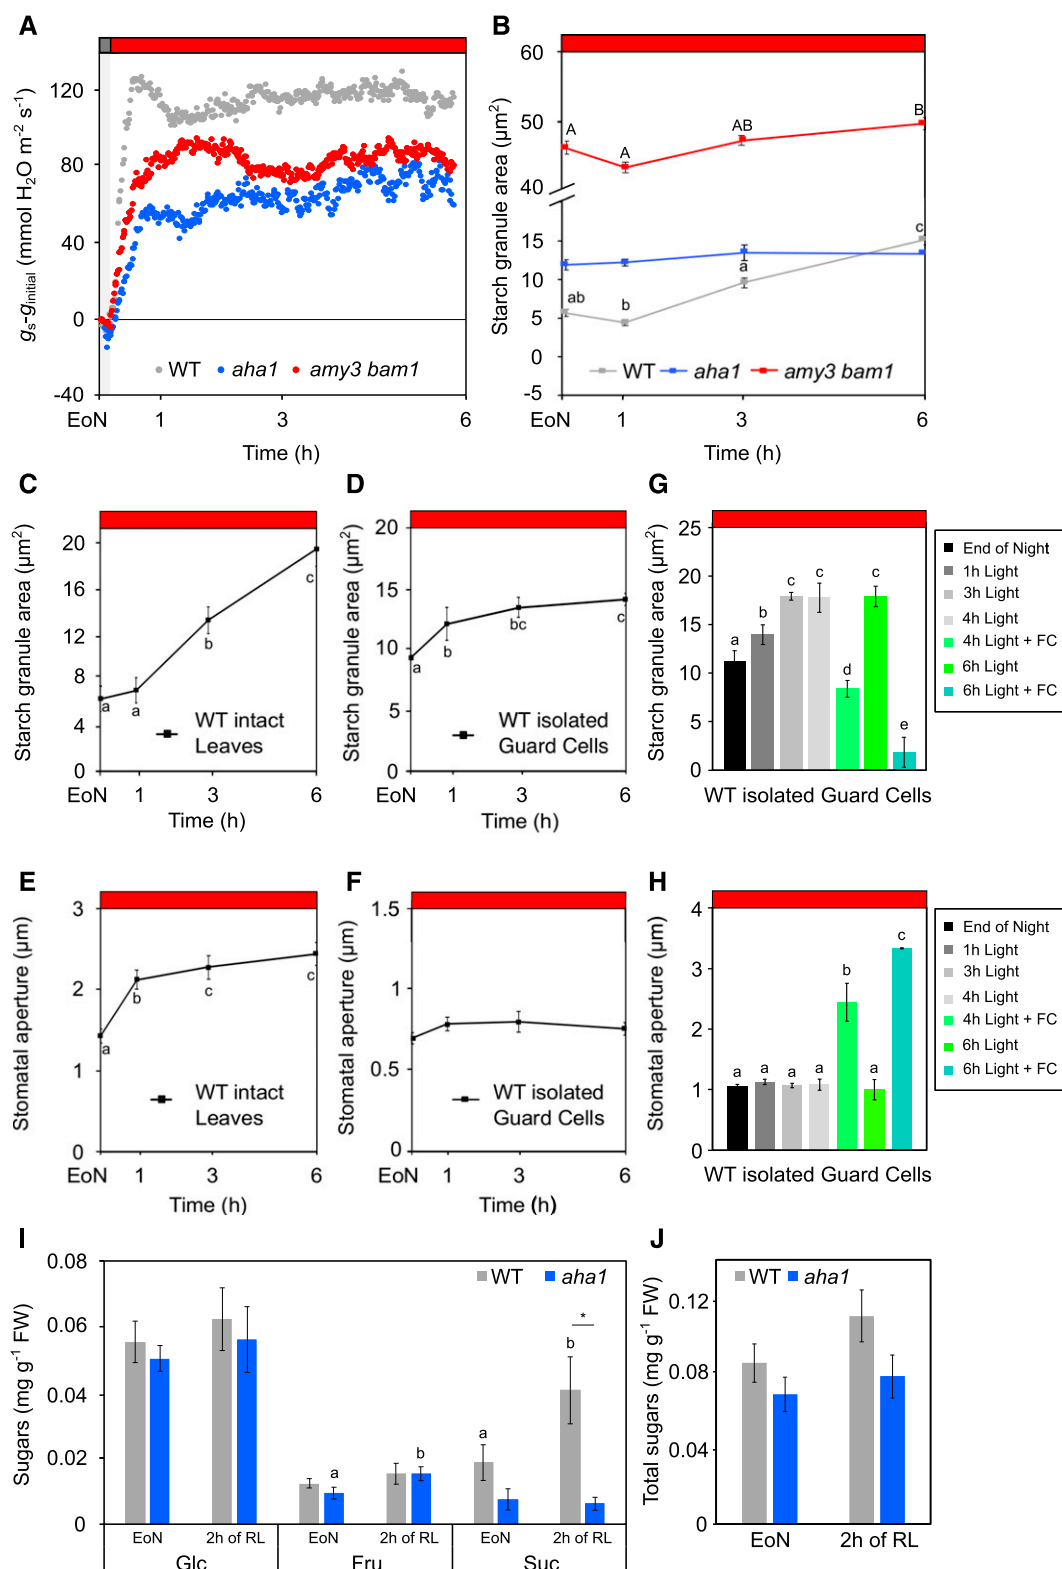 A
120
80
40
0
-40
gs-ginitial (mmol H2O m-2 s-1)
WT aha1 amy3 bam1
EoN 1 3 6
Time (h)
B
60
50
40
15
10
5
0
-5
Starch granule area (µm2)
A A AB B
ab b a c
WT aha1 amy3 bam1
EoN 1 3 6
Time (h)
C
20
16
12
8
4
0
Starch granule area (µm2)
a a b c
WT intact
Leaves
EoN 1 3 6
Time (h)
D
20
15
10
5
0
Starch granule area (µm2)
a b bc c
WT isolated
Guard Cells
EoN 1 3 6
Time (h)
G
25
20
15
10
5
0
Starch granule area (µm2)
a b c c d c e
WT isolated Guard Cells
End of Night
1h Light
3h Light
4h Light
4h Light + FC
6h Light
6h Light + FC
E
3
2
1
0
Stomatal aperture (µm)
a b c c
WT intact
Leaves
EoN 1 3 6
Time (h)
F
1.5
1
0.5
0
Stomatal aperture (µm)
WT isolated
Guard Cells
EoN 1 3 6
Time (h)
H
4
3
2
1
0
Stomatal aperture (µm)
a a a a b a c
WT isolated Guard Cells
End of Night
1h Light
3h Light
4h Light
4h Light + FC
6h Light
6h Light + FC
I
0.08
0.06
0.04
0.02
0
Sugars (mg g-1 FW)
WT aha1
a b a b *
EoN 2h of RL EoN 2h of RL EoN 2h of RL
Glc Fru Suc
J
0.12
0.08
0.04
0
Total sugars (mg g-1 FW)
WT aha1
EoN 2h of RL